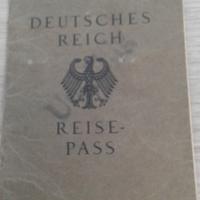 DEUTSCHES
REICH
REISE-
PASS